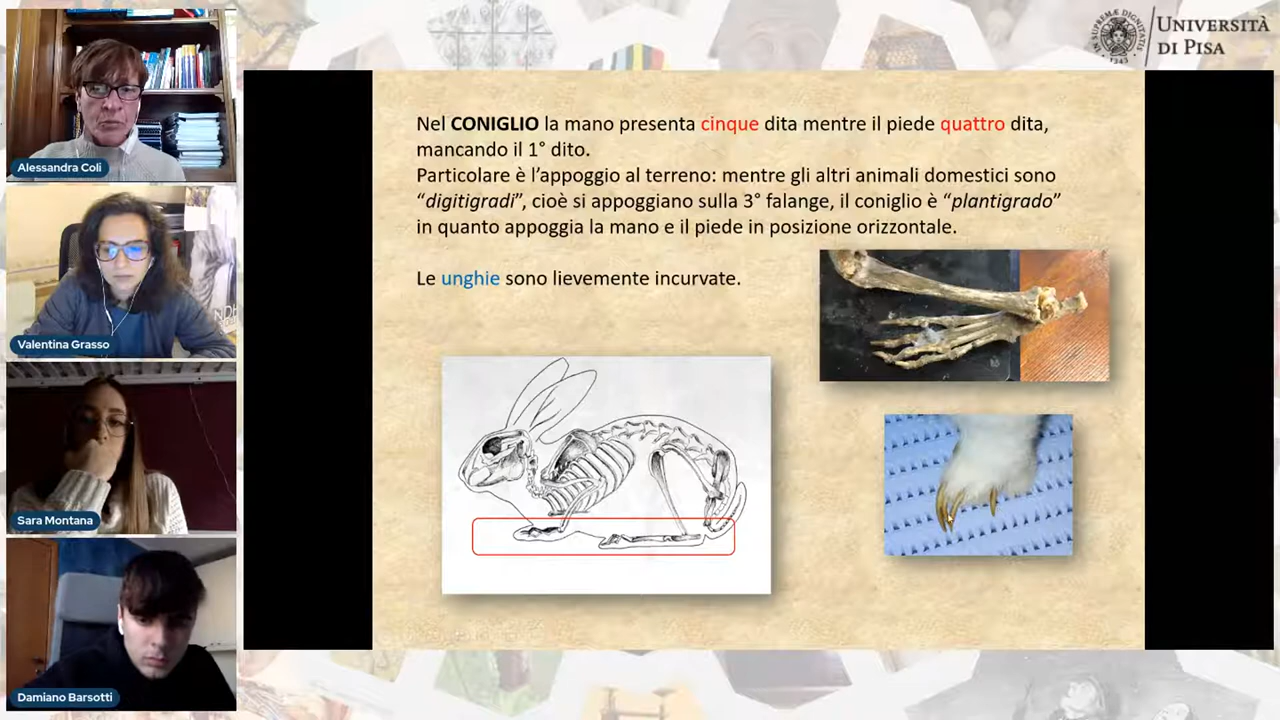 UNIVERSITÀ
DI PISA
Nel CONIGLIO la mano presenta cinque dita mentre il piede quattro dita,
mancando il 1° dito.
Particolare è l’appoggio al terreno: mentre gli altri animali domestici sono
“digitigradi”, cioè si appoggiano sulla 3° falange, il coniglio è “plantigrado”
in quanto appoggia la mano e il piede in posizione orizzontale.
Le unghie sono lievemente incurvate.
Alessandra Coli
Valentina Grasso
Sara Montana
Damiano Barsotti